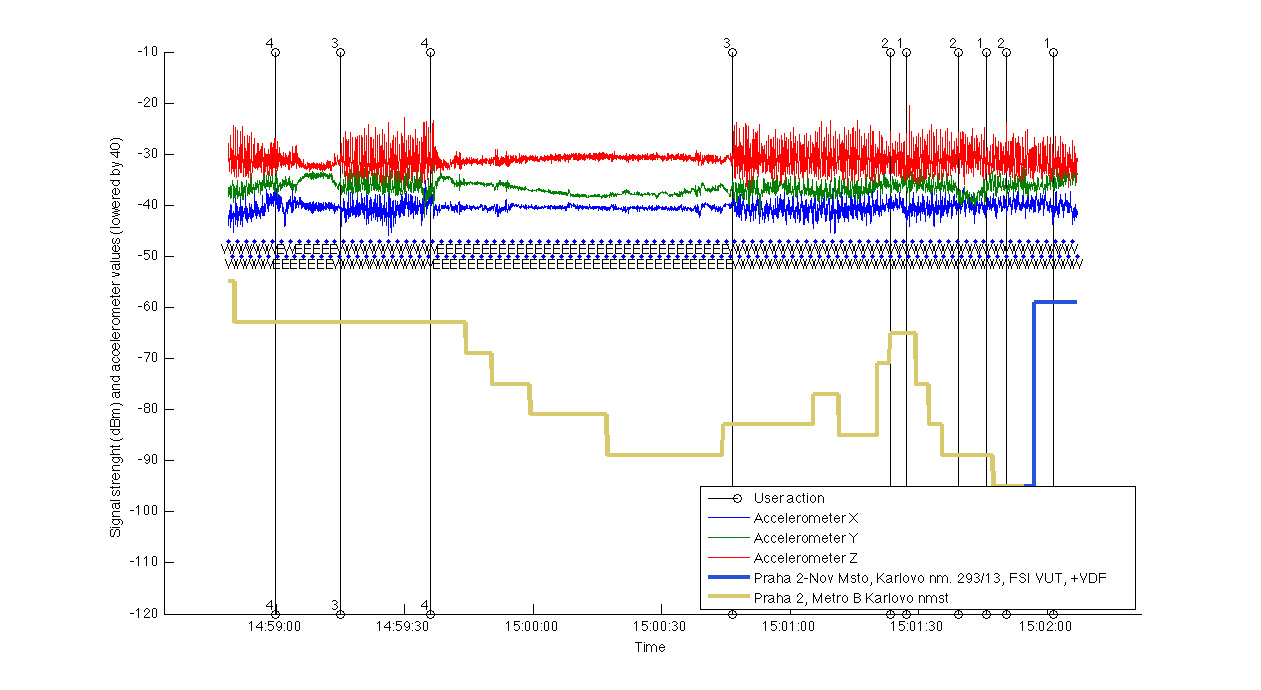 4 3 4 3 2 1 2 1 2 1
-10
-20
-30
-40
-50
-60
-70
-80
-90
-100
-110
-120
Signal strenght (dBm) and accelerometer values (lowered by 40)
User action
Accelerometer X
Accelerometer Y
Accelerometer Z
Praha 2-Nov Msto, Karlovo nm. 293/13, FSI VUT, +VDF
Praha 2, Metro B Karlovo nmst
4 3 4
14:59:00 14:59:30 15:00:00 15:00:30 15:01:00 15:01:30 15:02:00
Time